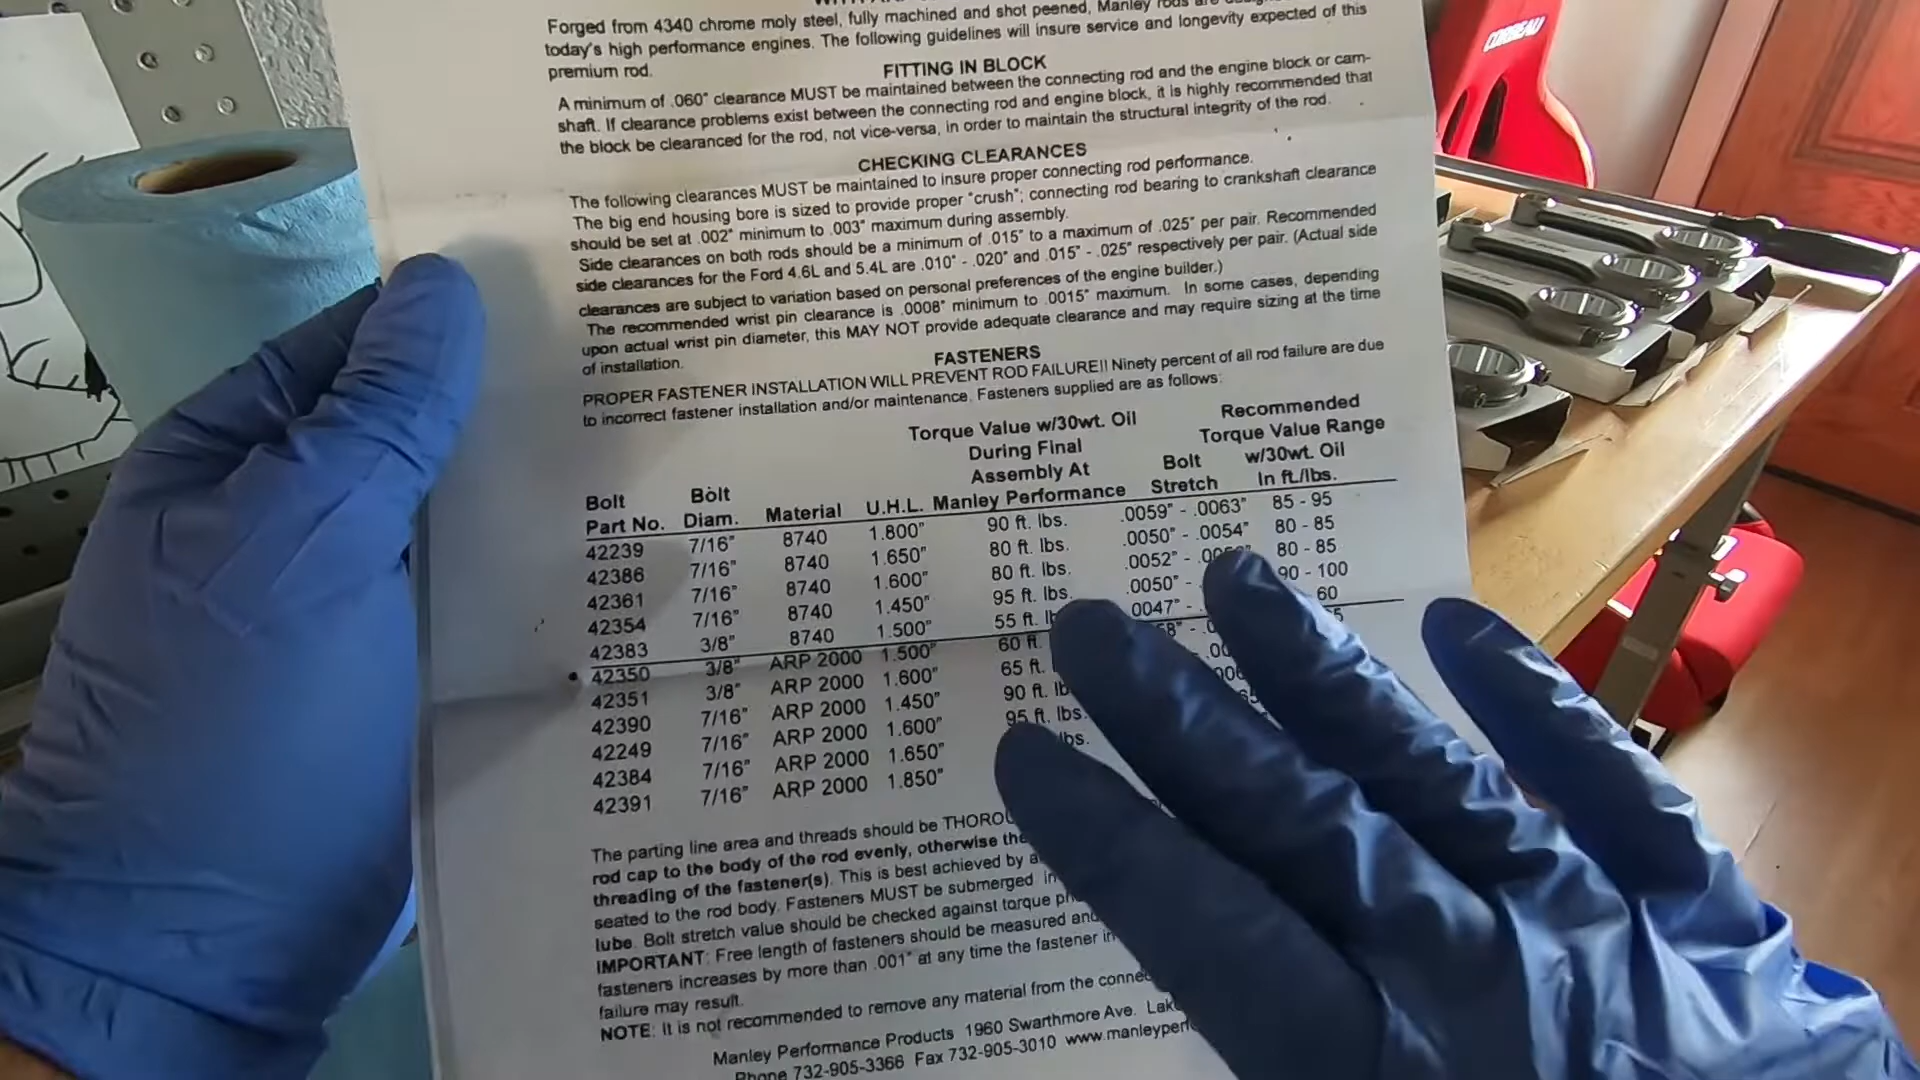 Forged from 4340 chrome moly steel, fully machined and shot peened, Manley rods are
today's high performance engines. The following guidelines will insure service and longevity expected of this
premium rod.
FITTING IN BLOCK
A minimum of .060" clearance MUST be maintained between the connecting rod and the engine block or cam-
shaft. If clearance problems exist between the connecting rod and engine block, it is highly recommended that
the block be clearanced for the rod, not vice-versa, in order to maintain the structural integrity of the rod.
CHECKING CLEARANCES
The following clearances MUST be maintained to insure proper connecting rod performance.
The big end housing bore is sized to provide proper "crush"; connecting rod bearing to crankshaft clearance
should be set at .002" minimum to .003" maximum during assembly.
Side clearances on both rods should be a minimum of .015" to a maximum of .025" per pair. Recommended
side clearances for the Ford 4.6L and 5.4L are .010" - .020" and .015" - .025" respectively per pair. (Actual side
clearances are subject to variation based on personal preferences of the engine builder.)
The recommended wrist pin clearance is .0008" minimum to .0015" maximum. In some cases, depending
upon actual wrist pin diameter, this MAY NOT provide adequate clearance and may require sizing at the time
of installation.
FASTENERS
PROPER FASTENER INSTALLATION WILL PREVENT ROD FAILURE!! Ninety percent of all rod failure are due
to incorrect fastener installation and/or maintenance. Fasteners supplied are as follows:
Torque Value w/30wt. Oil Recommended
During Final Torque Value Range
Assembly At Bolt w/30wt. Oil
Bolt Bolt Manley Performance Stretch In ft./lbs.
Part No. Diam. Material U.H.L.
42239 7/16" 8740 1.800" 90 ft. lbs. .0059" - .0063" 85 - 95
42386 7/16" 8740 1.650" 80 ft. lbs. .0050" - .0054" 80 - 85
42361 7/16" 8740 1.600" 80 ft. lbs. .0052" - 80 - 85
42354 7/16" 8740 1.450" 95 ft. lbs. .0050" - 90 - 100
42383 3/8" 8740 1.500" 55 ft. .0047" - 60
42350 3/8" ARP 2000 1.500" 60 ft.
42351 3/8" ARP 2000 1.600" 65 ft.
42390 7/16" ARP 2000 1.450" 90 ft. lb
42249 7/16" ARP 2000 1.600" 95 ft. lbs.
42384 7/16" ARP 2000 1.650" lbs.
42391 7/16" ARP 2000 1.850"
The parting line area and threads should be
rod cap to the body of the rod evenly, otherwise the
threading of the fastener(s). This is best achieved by
seated to the rod body. Fasteners MUST be submerged in
lube. Bolt stretch value should be checked against torque
IMPORTANT: Free length of fasteners should be measured and
fasteners increases by more than .001" at any time the fastener
failure may result.
NOTE: It is not recommended to remove any material from the
Manley Performance Products 1960 Swarthmore Ave.
Phone 732-905-3366 Fax 732-905-3010
CORBEAU